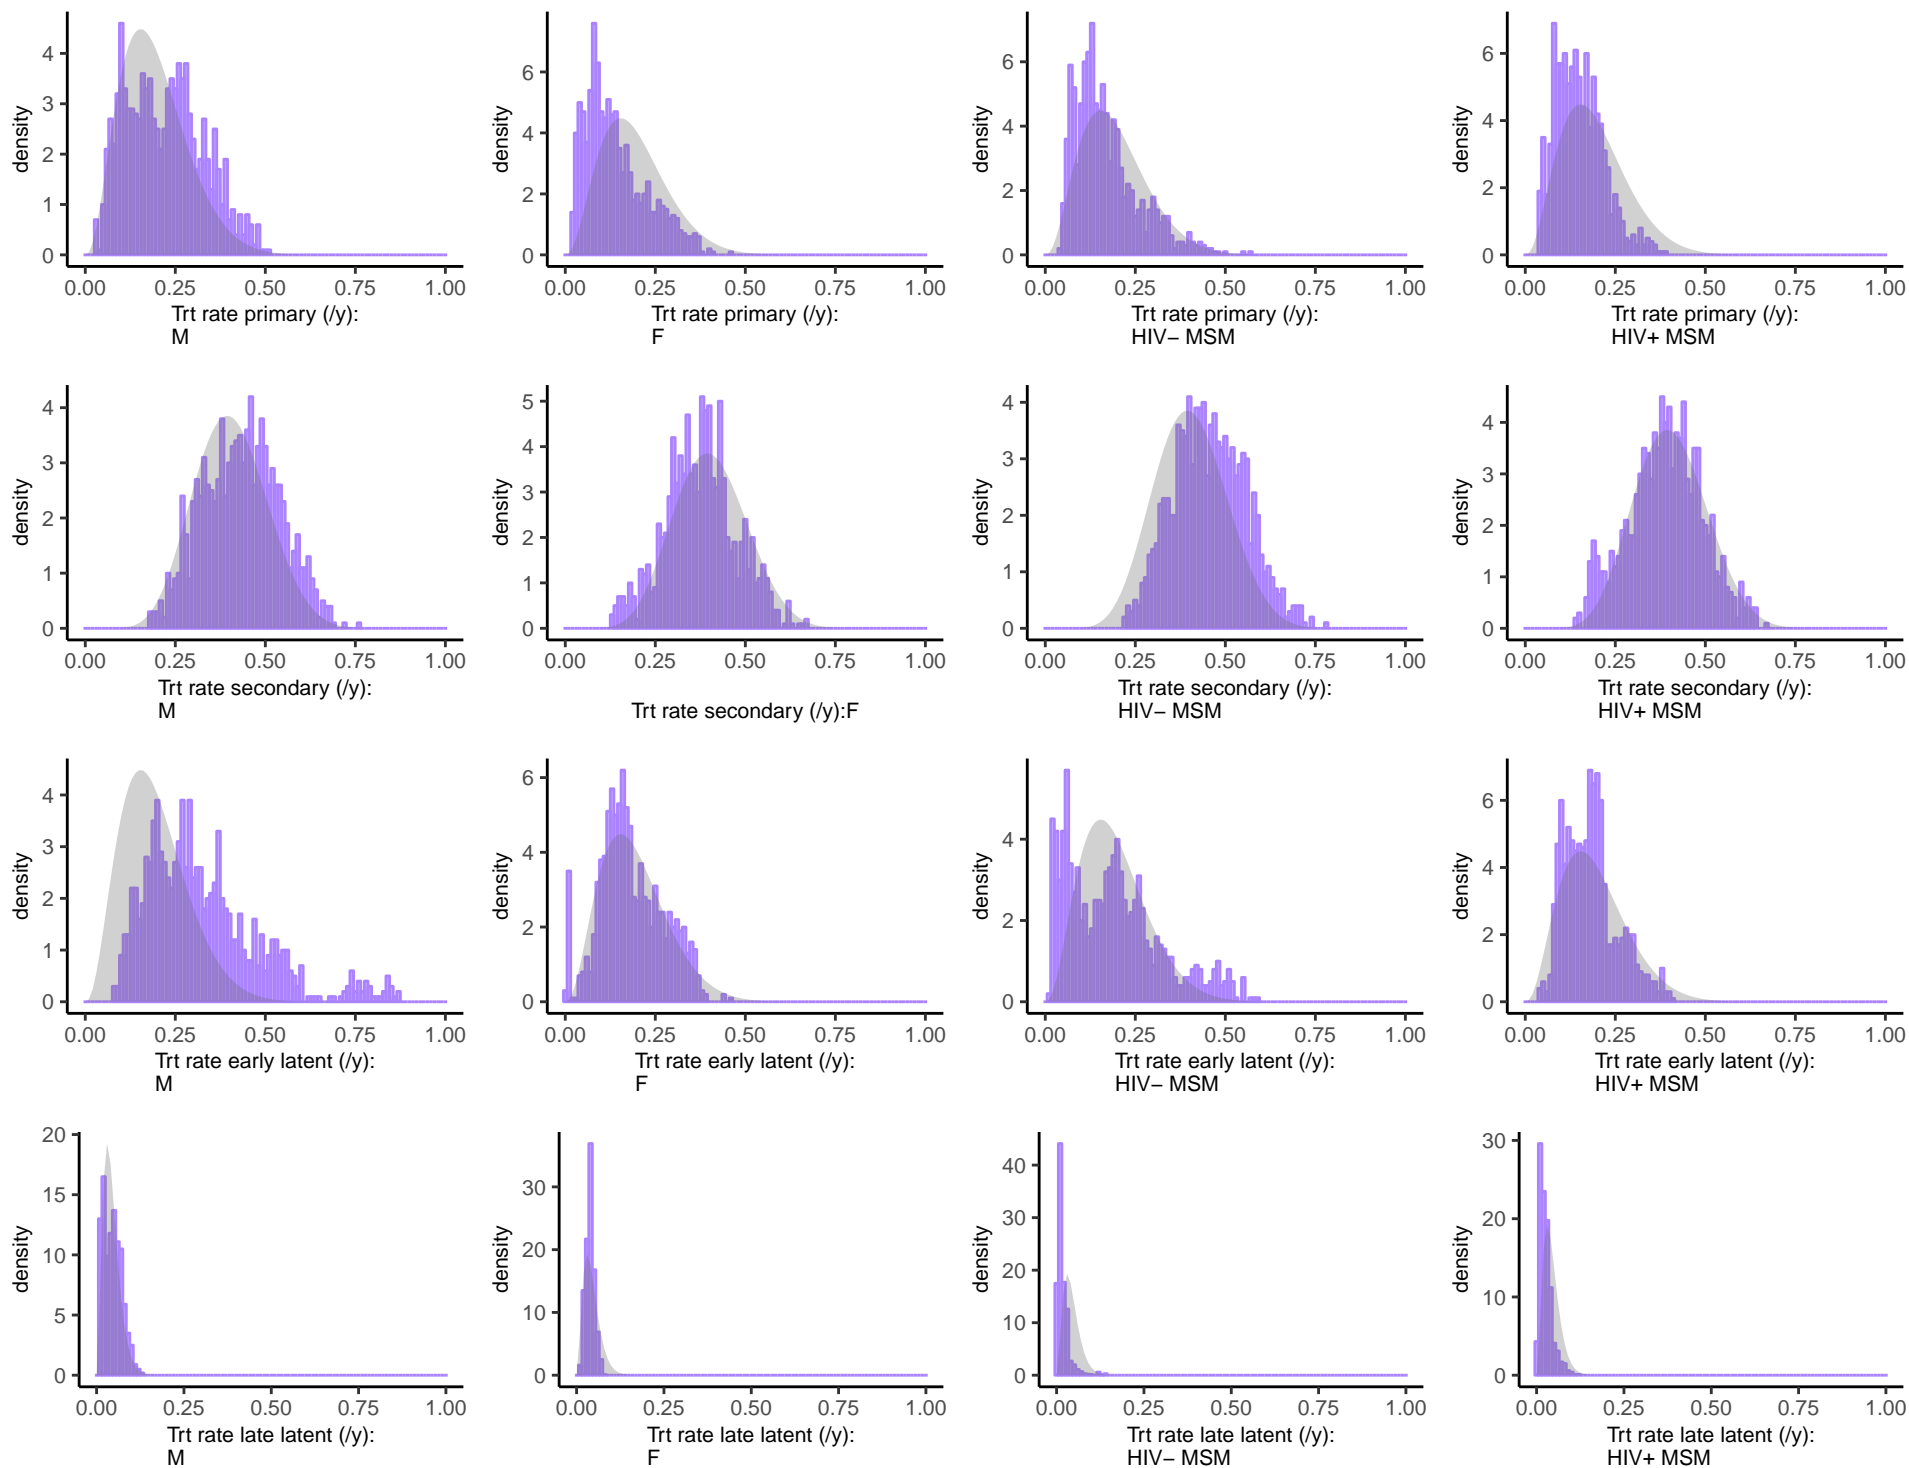 density
4
3
2
1
0
0.00 0.25 0.50 0.75 1.00
Trt rate primary (/y):
M
density
6
4
2
0
0.00 0.25 0.50 0.75 1.00
Trt rate primary (/y):
F
density
6
4
2
0
0.00 0.25 0.50 0.75 1.00
Trt rate primary (/y):
HIV− MSM
density
6
4
2
0
0.00 0.25 0.50 0.75 1.00
Trt rate primary (/y):
HIV+ MSM
density
4
3
2
1
0
0.00 0.25 0.50 0.75 1.00
Trt rate secondary (/y):
M
density
5
4
3
2
1
0
0.00 0.25 0.50 0.75 1.00
Trt rate secondary (/y):F
density
4
3
2
1
0
0.00 0.25 0.50 0.75 1.00
Trt rate secondary (/y):
HIV− MSM
density
4
3
2
1
0
0.00 0.25 0.50 0.75 1.00
Trt rate secondary (/y):
HIV+ MSM
density
4
3
2
1
0
0.00 0.25 0.50 0.75 1.00
Trt rate early latent (/y):
M
density
6
4
2
0
0.00 0.25 0.50 0.75 1.00
Trt rate early latent (/y):
F
density
4
2
0
0.00 0.25 0.50 0.75 1.00
Trt rate early latent (/y):
HIV− MSM
density
6
4
2
0
0.00 0.25 0.50 0.75 1.00
Trt rate early latent (/y):
HIV+ MSM
density
20
15
10
5
0
0.00 0.25 0.50 0.75 1.00
Trt rate late latent (/y):
M
density
30
20
10
0
0.00 0.25 0.50 0.75 1.00
Trt rate late latent (/y):
F
density
40
30
20
10
0
0.00 0.25 0.50 0.75 1.00
Trt rate late latent (/y):
HIV− MSM
density
30
20
10
0
0.00 0.25 0.50 0.75 1.00
Trt rate late latent (/y):
HIV+ MSM